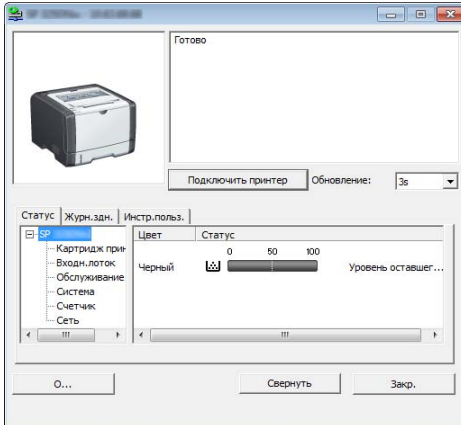 Готово
Подключить принтер
Обновление:
3s
Статус
Журн.здн.
Инстр.польз.
SP
Картридж прин
Входн.лоток
Обслуживание
Система
Счетчик
Сеть
Цвет
Статус
0 50 100
Черный
Уровень оставшег...
О...
Свернуть
Закр.